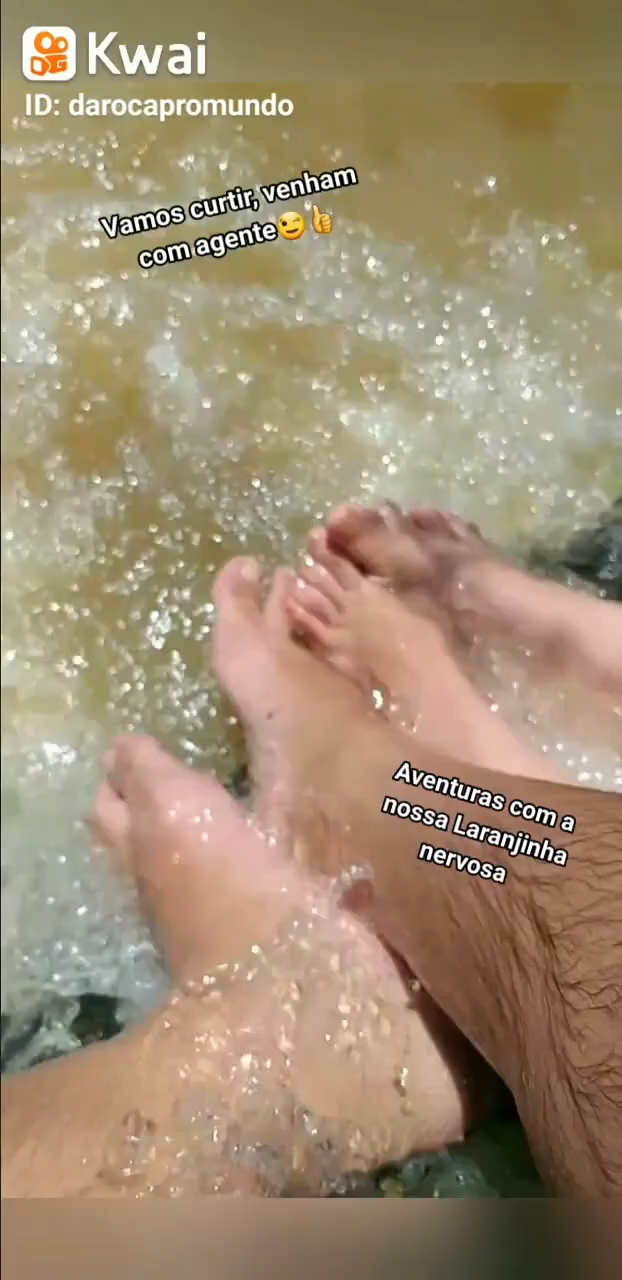 Kwai
ID: darocapromundo
Vamos curtir, venham
com agente😉👍
Aventuras com a
nossa Laranjinha
nervosa